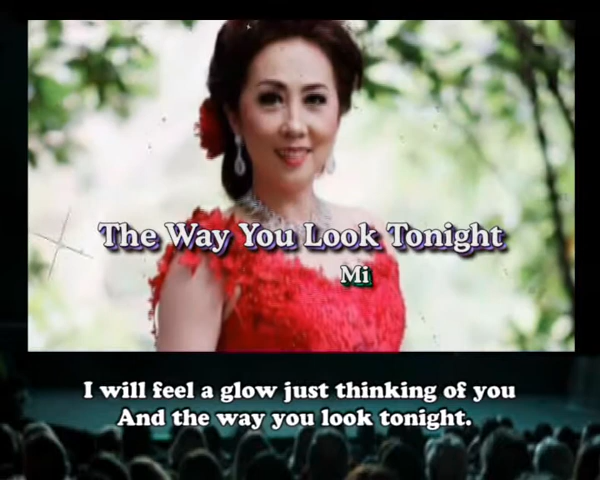 The Way You Look Tonight
Mi
I will feel a glow just thinking of you
And the way you look tonight.